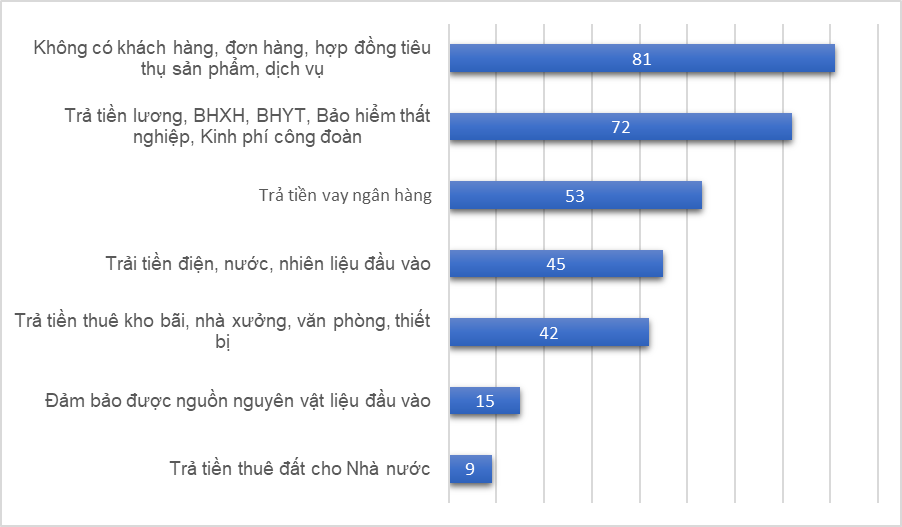 Không có khách hàng, đơn hàng, hợp đồng tiêu
thụ sản phẩm, dịch vụ
81
Trả tiền lương, BHXH, BHYT, Bảo hiểm thất
nghiệp, Kinh phí công đoàn
72
Trả tiền vay ngân hàng
53
Trải tiền điện, nước, nhiên liệu đầu vào
45
Trả tiền thuê kho bãi, nhà xưởng, văn phòng, thiết
bị
42
Đảm bảo được nguồn nguyên vật liệu đầu vào
15
Trả tiền thuê đất cho Nhà nước
9